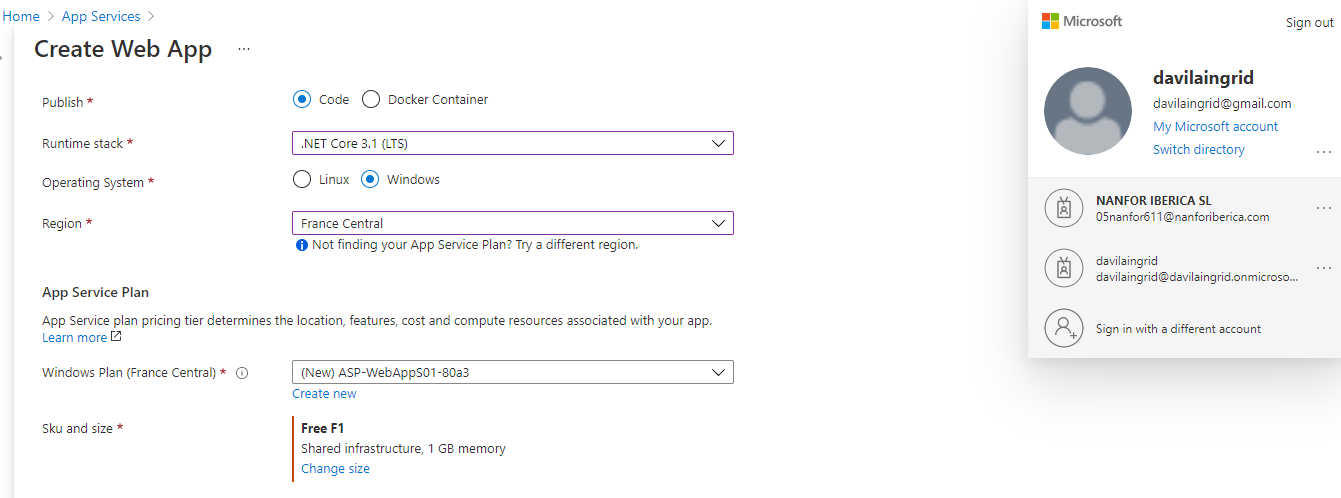 Home > App Services >
Create Web App ...
Publish *
Code Docker Container
Runtime stack *
.NET Core 3.1 (LTS)
Operating System *
Linux Windows
Region *
France Central
Not finding your App Service Plan? Try a different region.
App Service Plan
App Service plan pricing tier determines the location, features, cost and compute resources associated with your app.
Learn more
Windows Plan (France Central) *
(New) ASP-WebAppS01-80a3
Create new
Sku and size *
Free F1
Shared infrastructure, 1 GB memory
Change size
Microsoft
Sign out
davilaingrid
davilaingrid@gmail.com
My Microsoft account
Switch directory
...
NANFOR IBERICA SL
05nanfor611@nanforiberica.com
...
davilaingrid
davilaingrid@davilaingrid.onmicroso...
...
Sign in with a different account